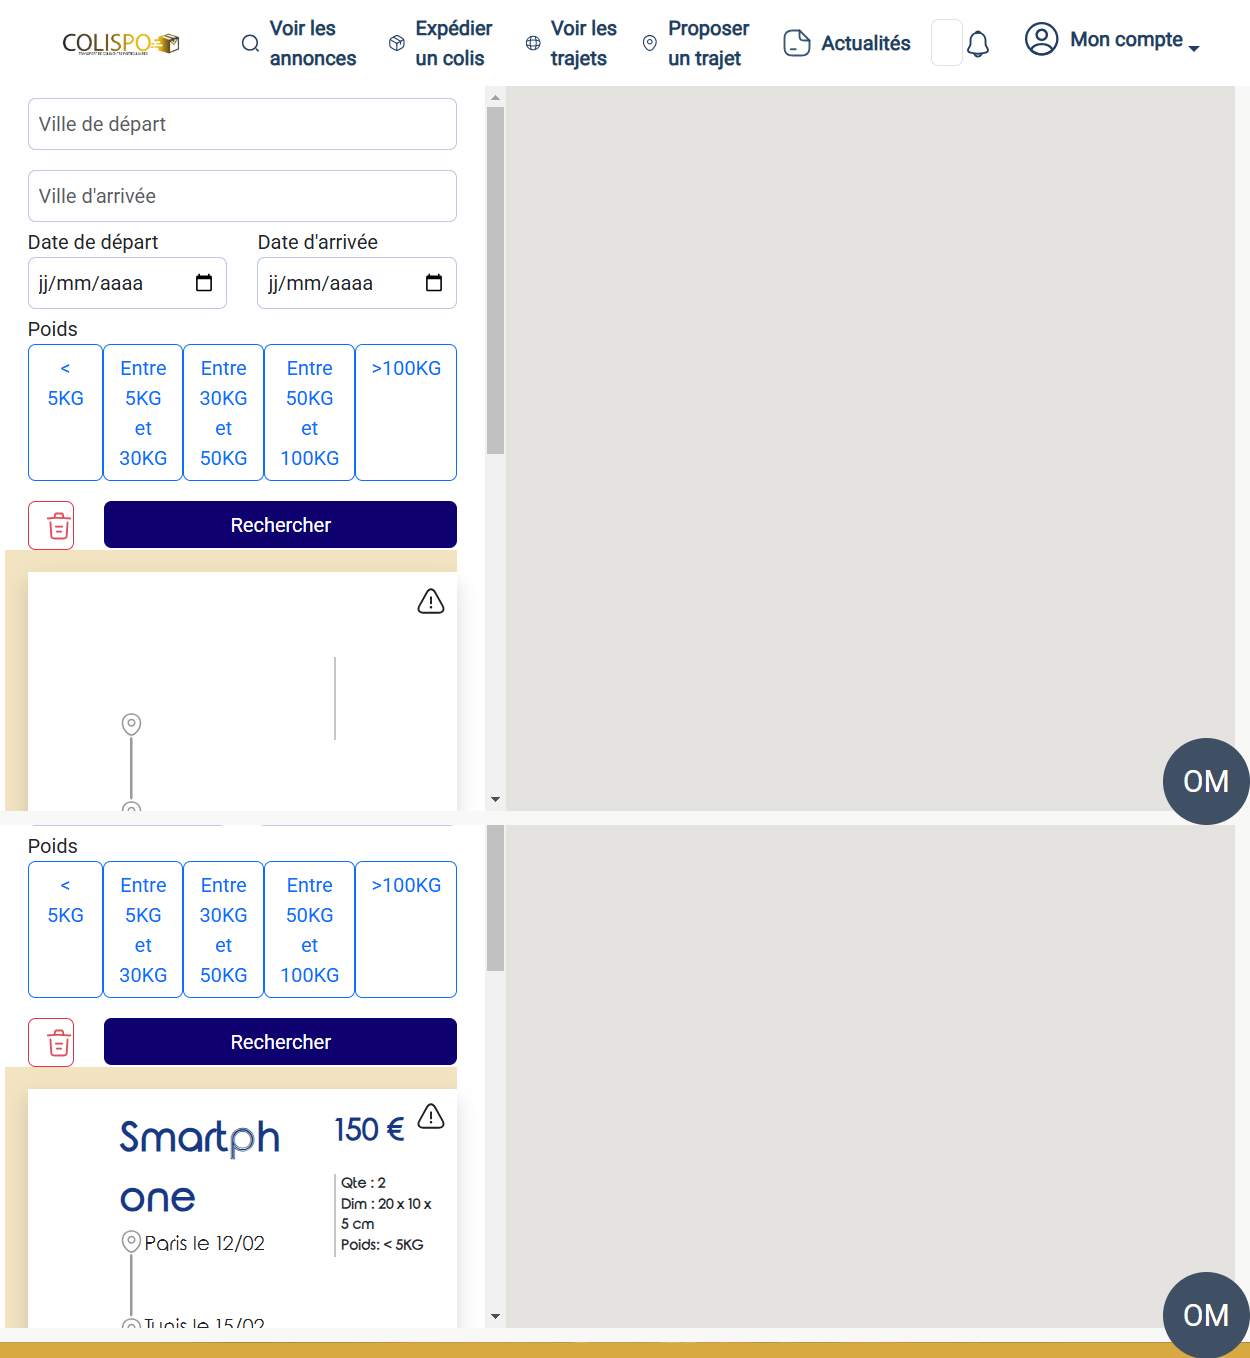 COLISPO
Voir les
annonces
Expédier
un colis
Voir les
trajets
Proposer
un trajet
Actualités
Mon compte
Ville de départ
Ville d'arrivée
Date de départ
Date d'arrivée
jj/mm/aaaa
jj/mm/aaaa
Poids
<
5KG
Entre
5KG
et
30KG
Entre
30KG
et
50KG
Entre
50KG
et
100KG
>100KG
Rechercher
OM
Poids
<
5KG
Entre
5KG
et
30KG
Entre
30KG
et
50KG
Entre
50KG
et
100KG
>100KG
Rechercher
Smartph
one
150 €
Qte : 2
Dim : 20 x 10 x
5 cm
Poids: < 5KG
Paris le 12/02
Tunis le 15/02
OM